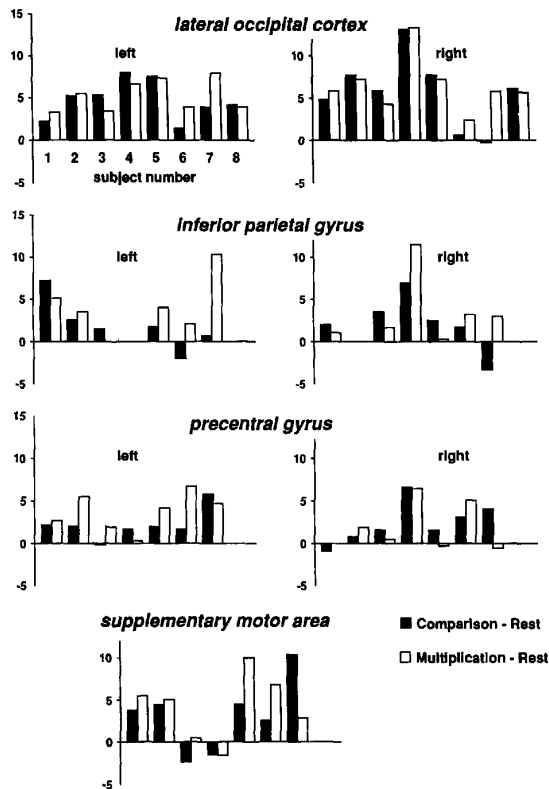 lateral occipital cortex
left
right
15
10
5
0
-5
1 2 3 4 5 6 7 8
subject number
15
10
5
0
-5
inferior parietal gyrus
left
right
10
5
0
-5
10
5
0
-5
precentral gyrus
left
right
15
10
5
0
-5
10
5
0
-5
supplementary motor area
10
5
0
-5
Comparison - Rest
Multiplication - Rest